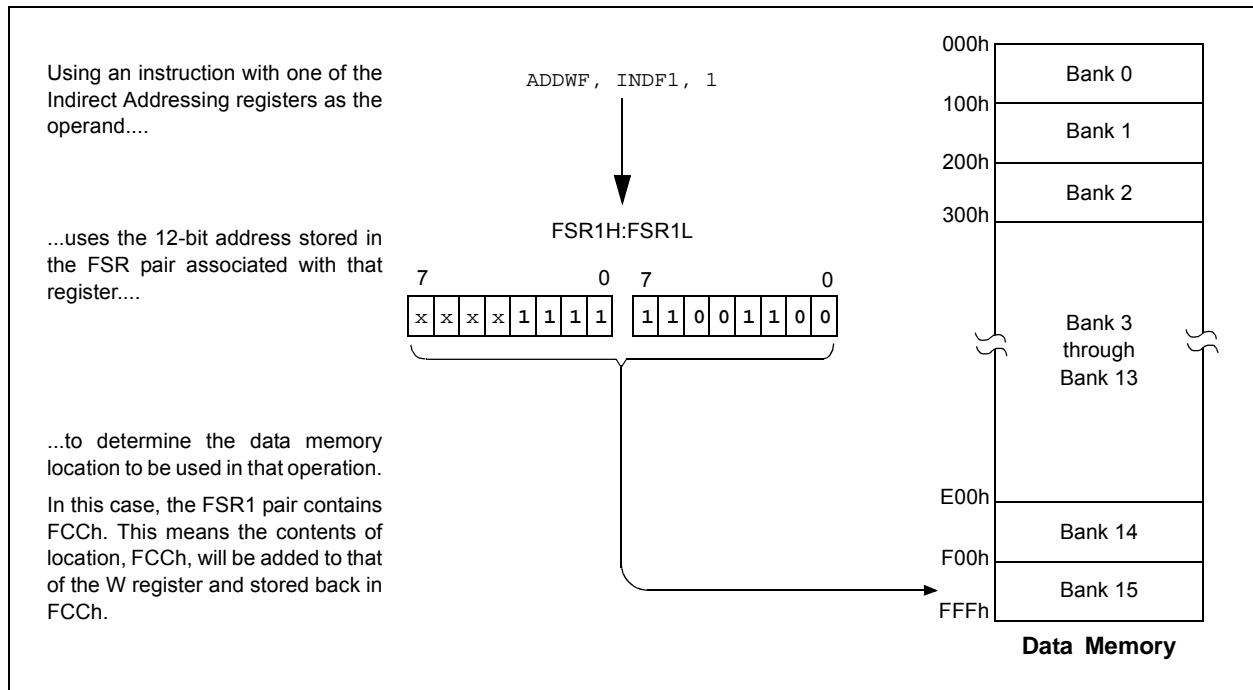 Using an instruction with one of the
Indirect Addressing registers as the
operand....
ADDWF, INDF1, 1
...uses the 12-bit address stored in
the FSR pair associated with that
register....
FSR1H:FSR1L
7 0 7 0
x x x x 1 1 1 1 1 1 0 0 1 1 0 0
...to determine the data memory
location to be used in that operation.
In this case, the FSR1 pair contains
FCCh. This means the contents of
location, FCCh, will be added to that
of the W register and stored back in
FCCh.
000h
Bank 0
100h
Bank 1
200h
Bank 2
300h
Bank 3
through
Bank 13
E00h
Bank 14
F00h
Bank 15
FFFh
Data Memory